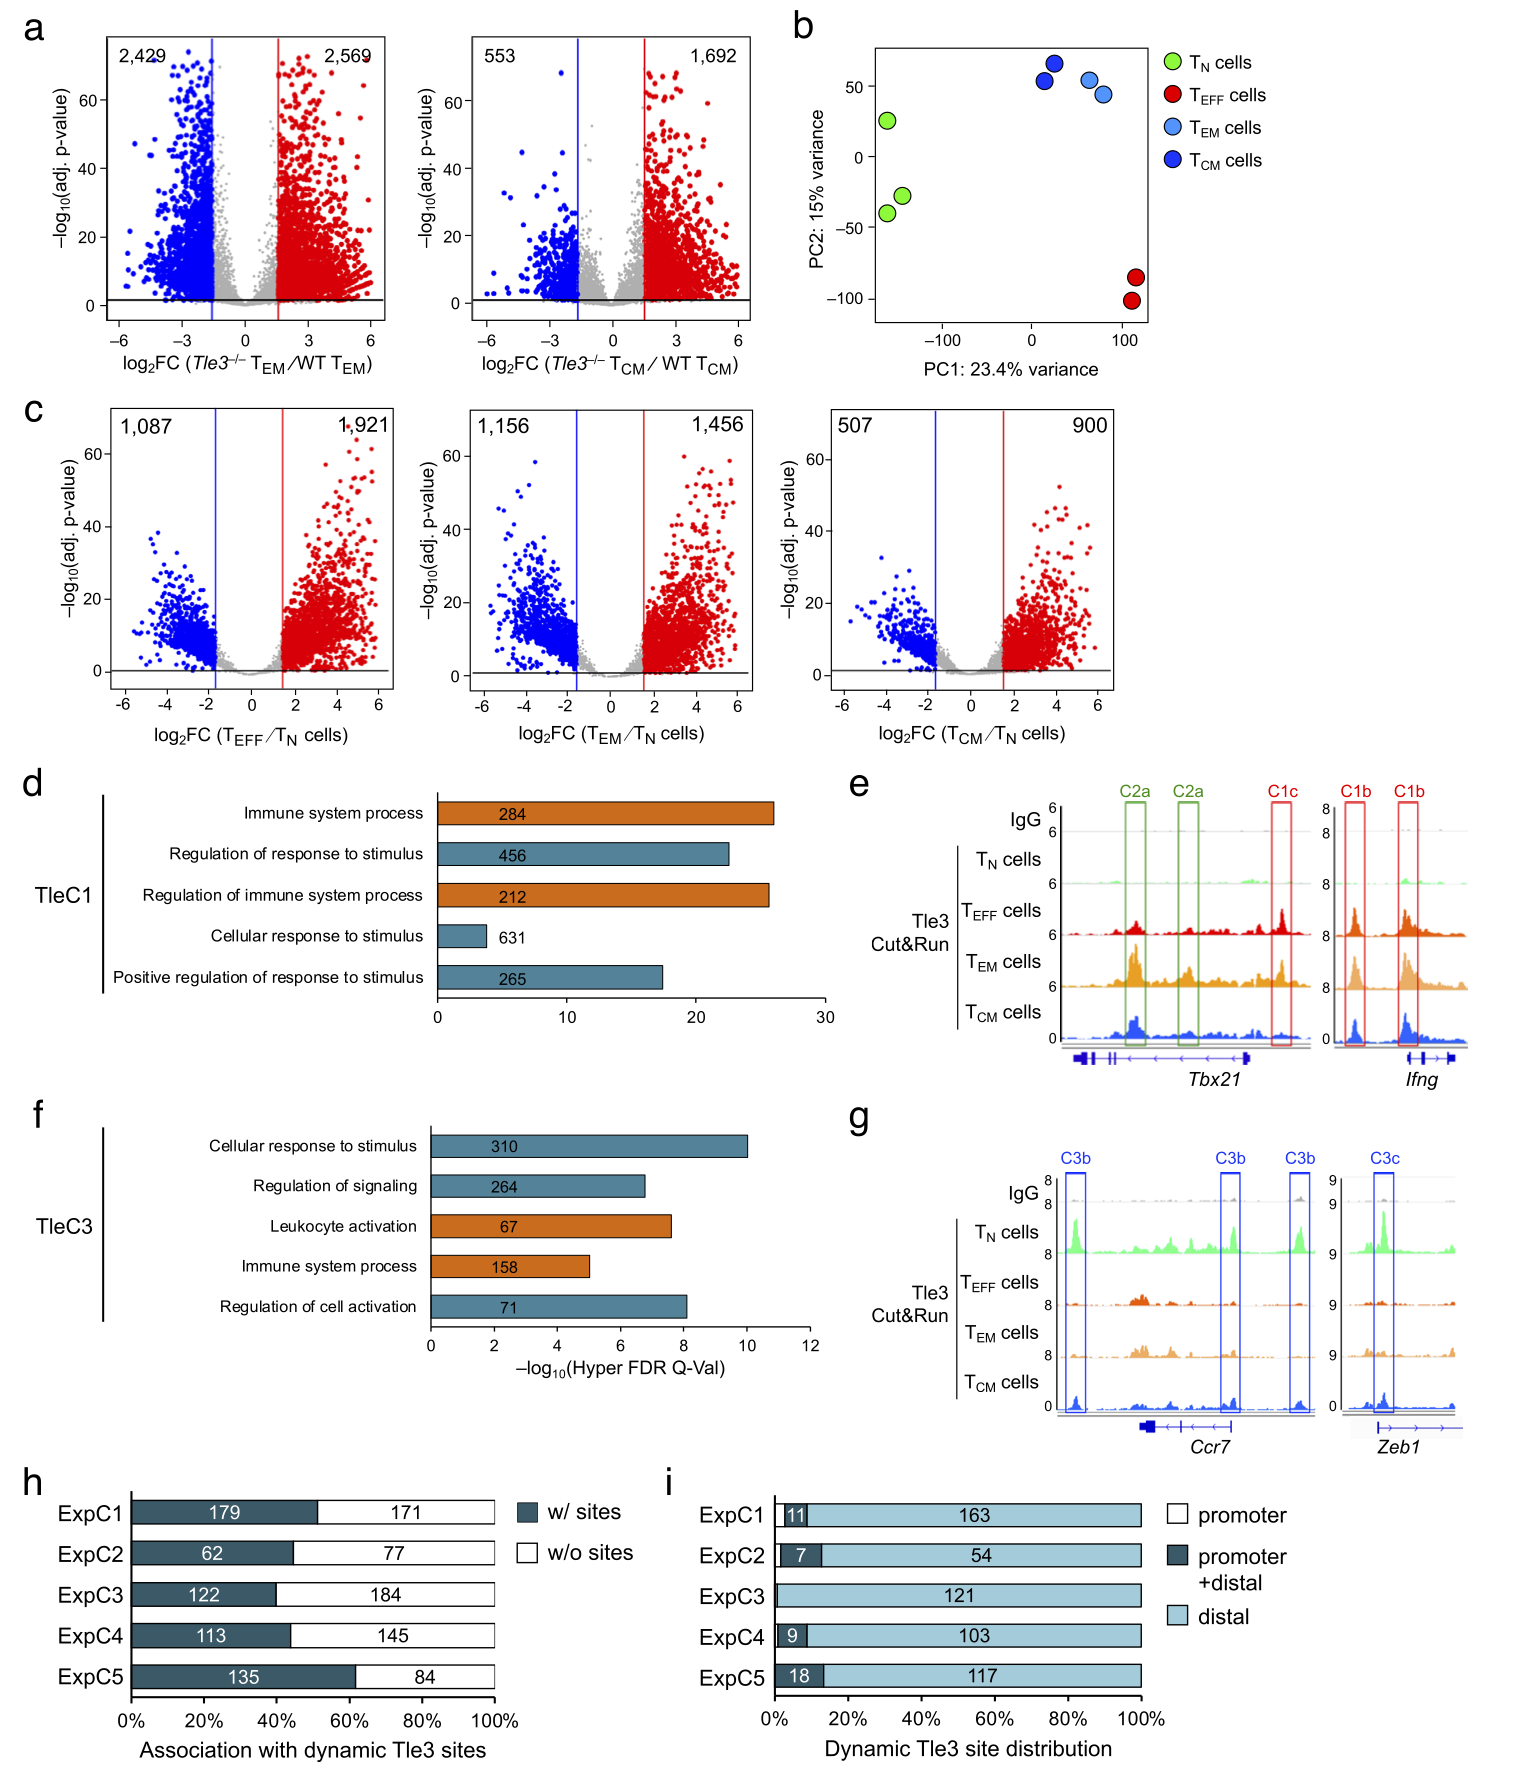 a
2,429
2,569
60
40
20
0
–log10(adj. p-value)
–6 –3 0 3 6
log2FC (Tle3–/– TEM/WT TEM)
553
1,692
60
40
20
0
–log10(adj. p-value)
–6 –3 0 3 6
log2FC (Tle3–/– TCM/ WT TCM)
b
50
0
–50
–100
PC2: 15% variance
–100 0 100
PC1: 23.4% variance
TN cells
TEFF cells
TEM cells
TCM cells
c
1,087
1,921
60
40
20
0
–log10(adj. p-value)
-6 -4 -2 0 2 4 6
log2FC (TEFF/TN cells)
1,156
1,456
60
40
20
0
–log10(adj. p-value)
-6 -4 -2 0 2 4 6
log2FC (TEM/TN cells)
507
900
60
40
20
0
–log10(adj. p-value)
-6 -4 -2 0 2 4 6
log2FC (TCM/TN cells)
d
TleC1
Immune system process 284
Regulation of response to stimulus 456
Regulation of immune system process 212
Cellular response to stimulus 631
Positive regulation of response to stimulus 265
0 10 20 30
e
C2a C2a C1c C1b C1b
IgG
Tle3
Cut&Run
TN cells
TEFF cells
TEM cells
TCM cells
6
6
6
6
6
0
8
8
8
8
8
0
Tbx21
Ifng
f
TleC3
Cellular response to stimulus 310
Regulation of signaling 264
Leukocyte activation 67
Immune system process 158
Regulation of cell activation 71
0 2 4 6 8 10 12
–log10(Hyper FDR Q-Val)
g
C3b C3b C3b C3c
IgG
Tle3
Cut&Run
TN cells
TEFF cells
TEM cells
TCM cells
8
8
8
8
8
0
9
9
9
9
9
0
Ccr7
Zeb1
h
ExpC1 179 171
ExpC2 62 77
ExpC3 122 184
ExpC4 113 145
ExpC5 135 84
0% 20% 40% 60% 80% 100%
Association with dynamic Tle3 sites
w/ sites
w/o sites
i
ExpC1 11 163
ExpC2 7 54
ExpC3 121
ExpC4 9 103
ExpC5 18 117
0% 20% 40% 60% 80% 100%
Dynamic Tle3 site distribution
promoter
promoter
+distal
distal